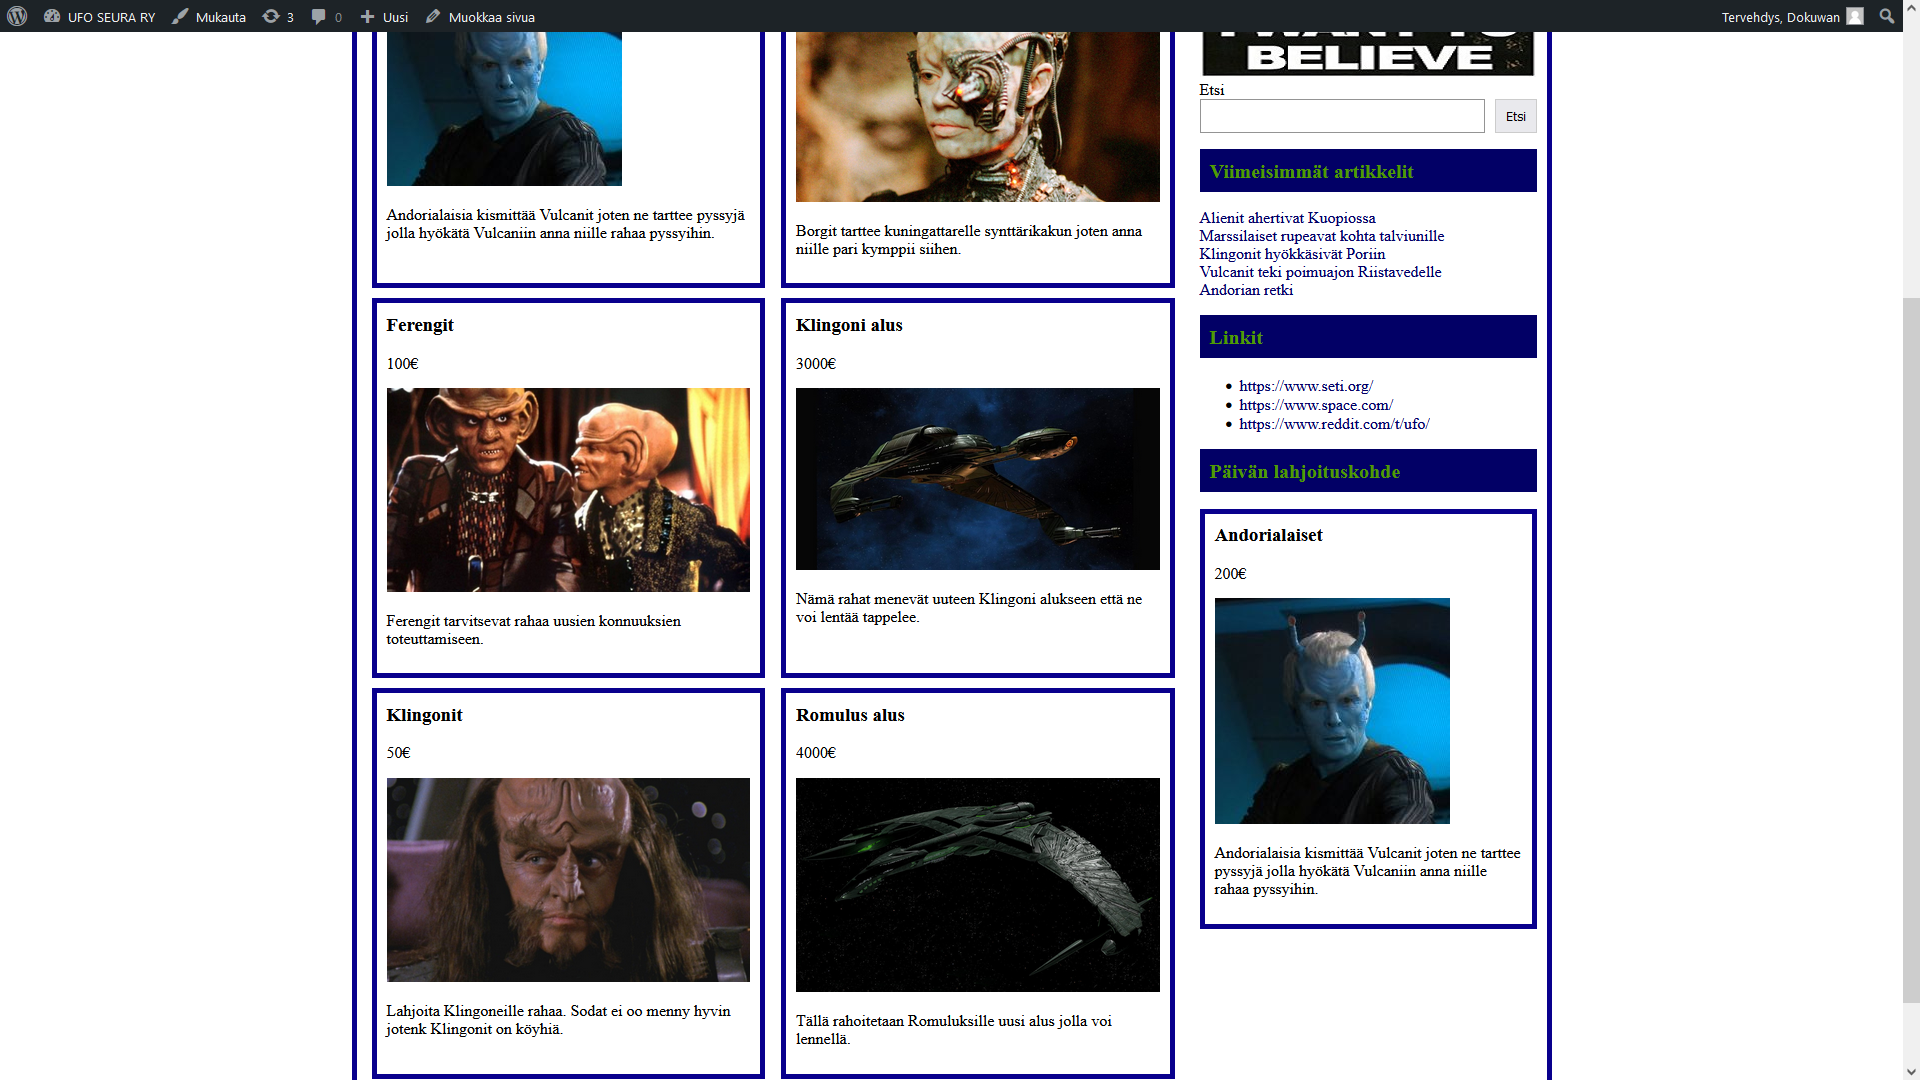 UFO SEURA RY Mukauta 3 0 Uusi Muokkaa sivua Tervehdys, Dokuwan
Andorialaisia kismittää Vulcanit joten ne tarttee pyssyjä
jolla hyökätä Vulcaniin anna niille rahaa pyssyihin.
Borgit tarttee kuningattarelle synttärikakun joten anna
niille pari kymppii siihen.
Ferengit
100€
Ferengit tarvitsevat rahaa uusien konnuuksien
toteuttamiseen.
Klingoni alus
3000€
Nämä rahat menevät uuteen Klingoni alukseen että ne
voi lentää tappelee.
Klingonit
50€
Lahjoita Klingoneille rahaa. Sodat ei oo menny hyvin
jotenk Klingonit on köyhiä.
Romulus alus
4000€
Tällä rahoitetaan Romuluksille uusi alus jolla voi
lennellä.
I WANT TO
BELIEVE
Etsi
Etsi
Viimeisimmät artikkelit
Alienit ahertivat Kuopiossa
Marssilaiset rupeavat kohta talviunille
Klingonit hyökkäsivät Poriin
Vulcanit teki poimuajon Riistavedelle
Andorian retki
Linkit
https://www.seti.org/
https://www.space.com/
https://www.reddit.com/t/ufo/
Päivän lahjoituskohde
Andorialaiset
200€
Andorialaisia kismittää Vulcanit joten ne tarttee
pyssyjä jolla hyökätä Vulcaniin anna niille
rahaa pyssyihin.